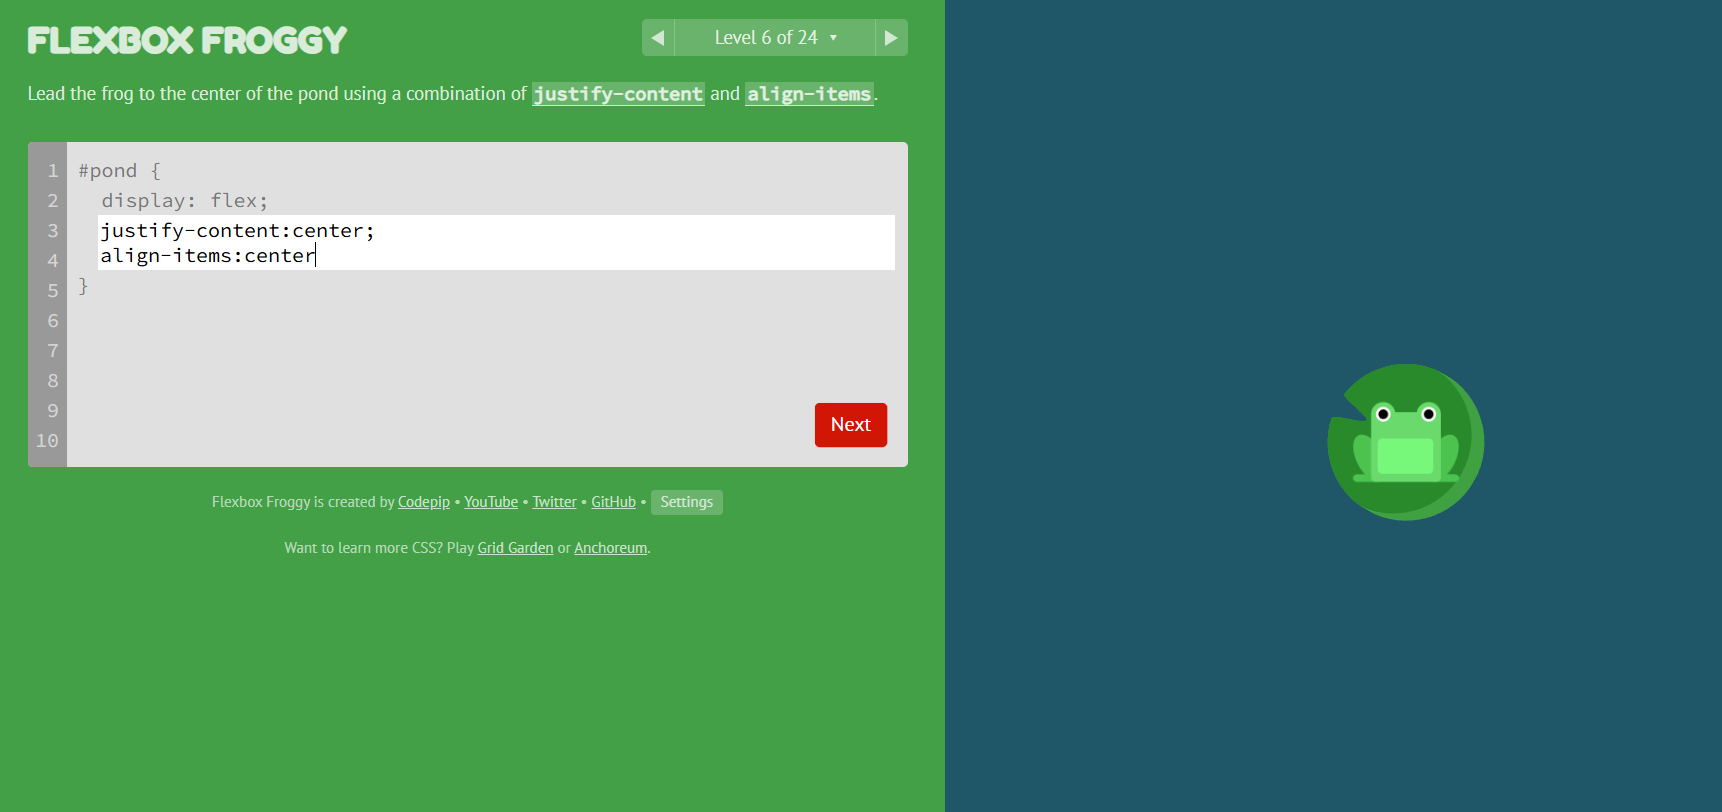 FLEXBOX FROGGY
◀ Level 6 of 24 ▼ ▶
Lead the frog to the center of the pond using a combination of justify-content and align-items.
1 #pond {
2 display: flex;
3 justify-content:center;
4 align-items:center
5 }
6
7
8
9
10
Next
Flexbox Froggy is created by Codepip • YouTube • Twitter • GitHub • Settings
Want to learn more CSS? Play Grid Garden or Anchoreum.